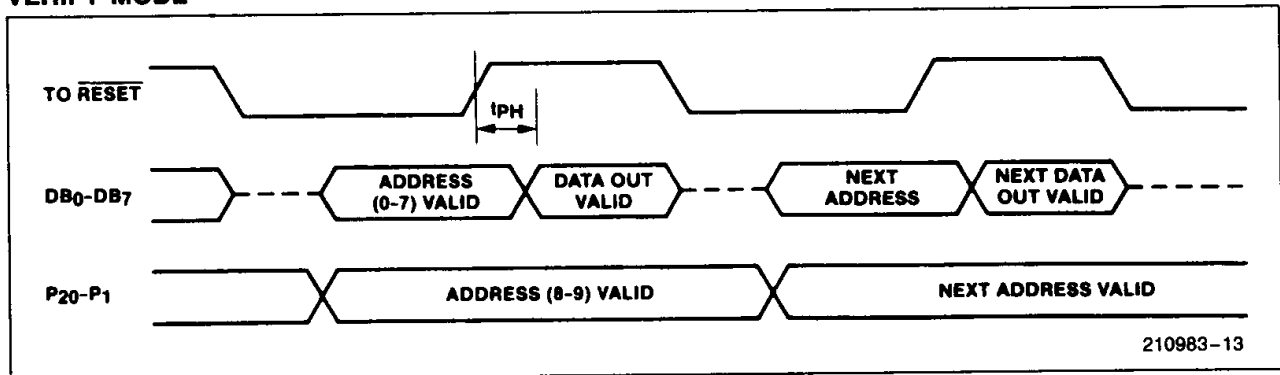 VERIFY MODE
TO RESET
tPH
DB0-DB7
ADDRESS
(0-7) VALID
DATA OUT
VALID
NEXT
ADDRESS
NEXT DATA
OUT VALID
P20-P1
ADDRESS (8-9) VALID
NEXT ADDRESS VALID
210983-13